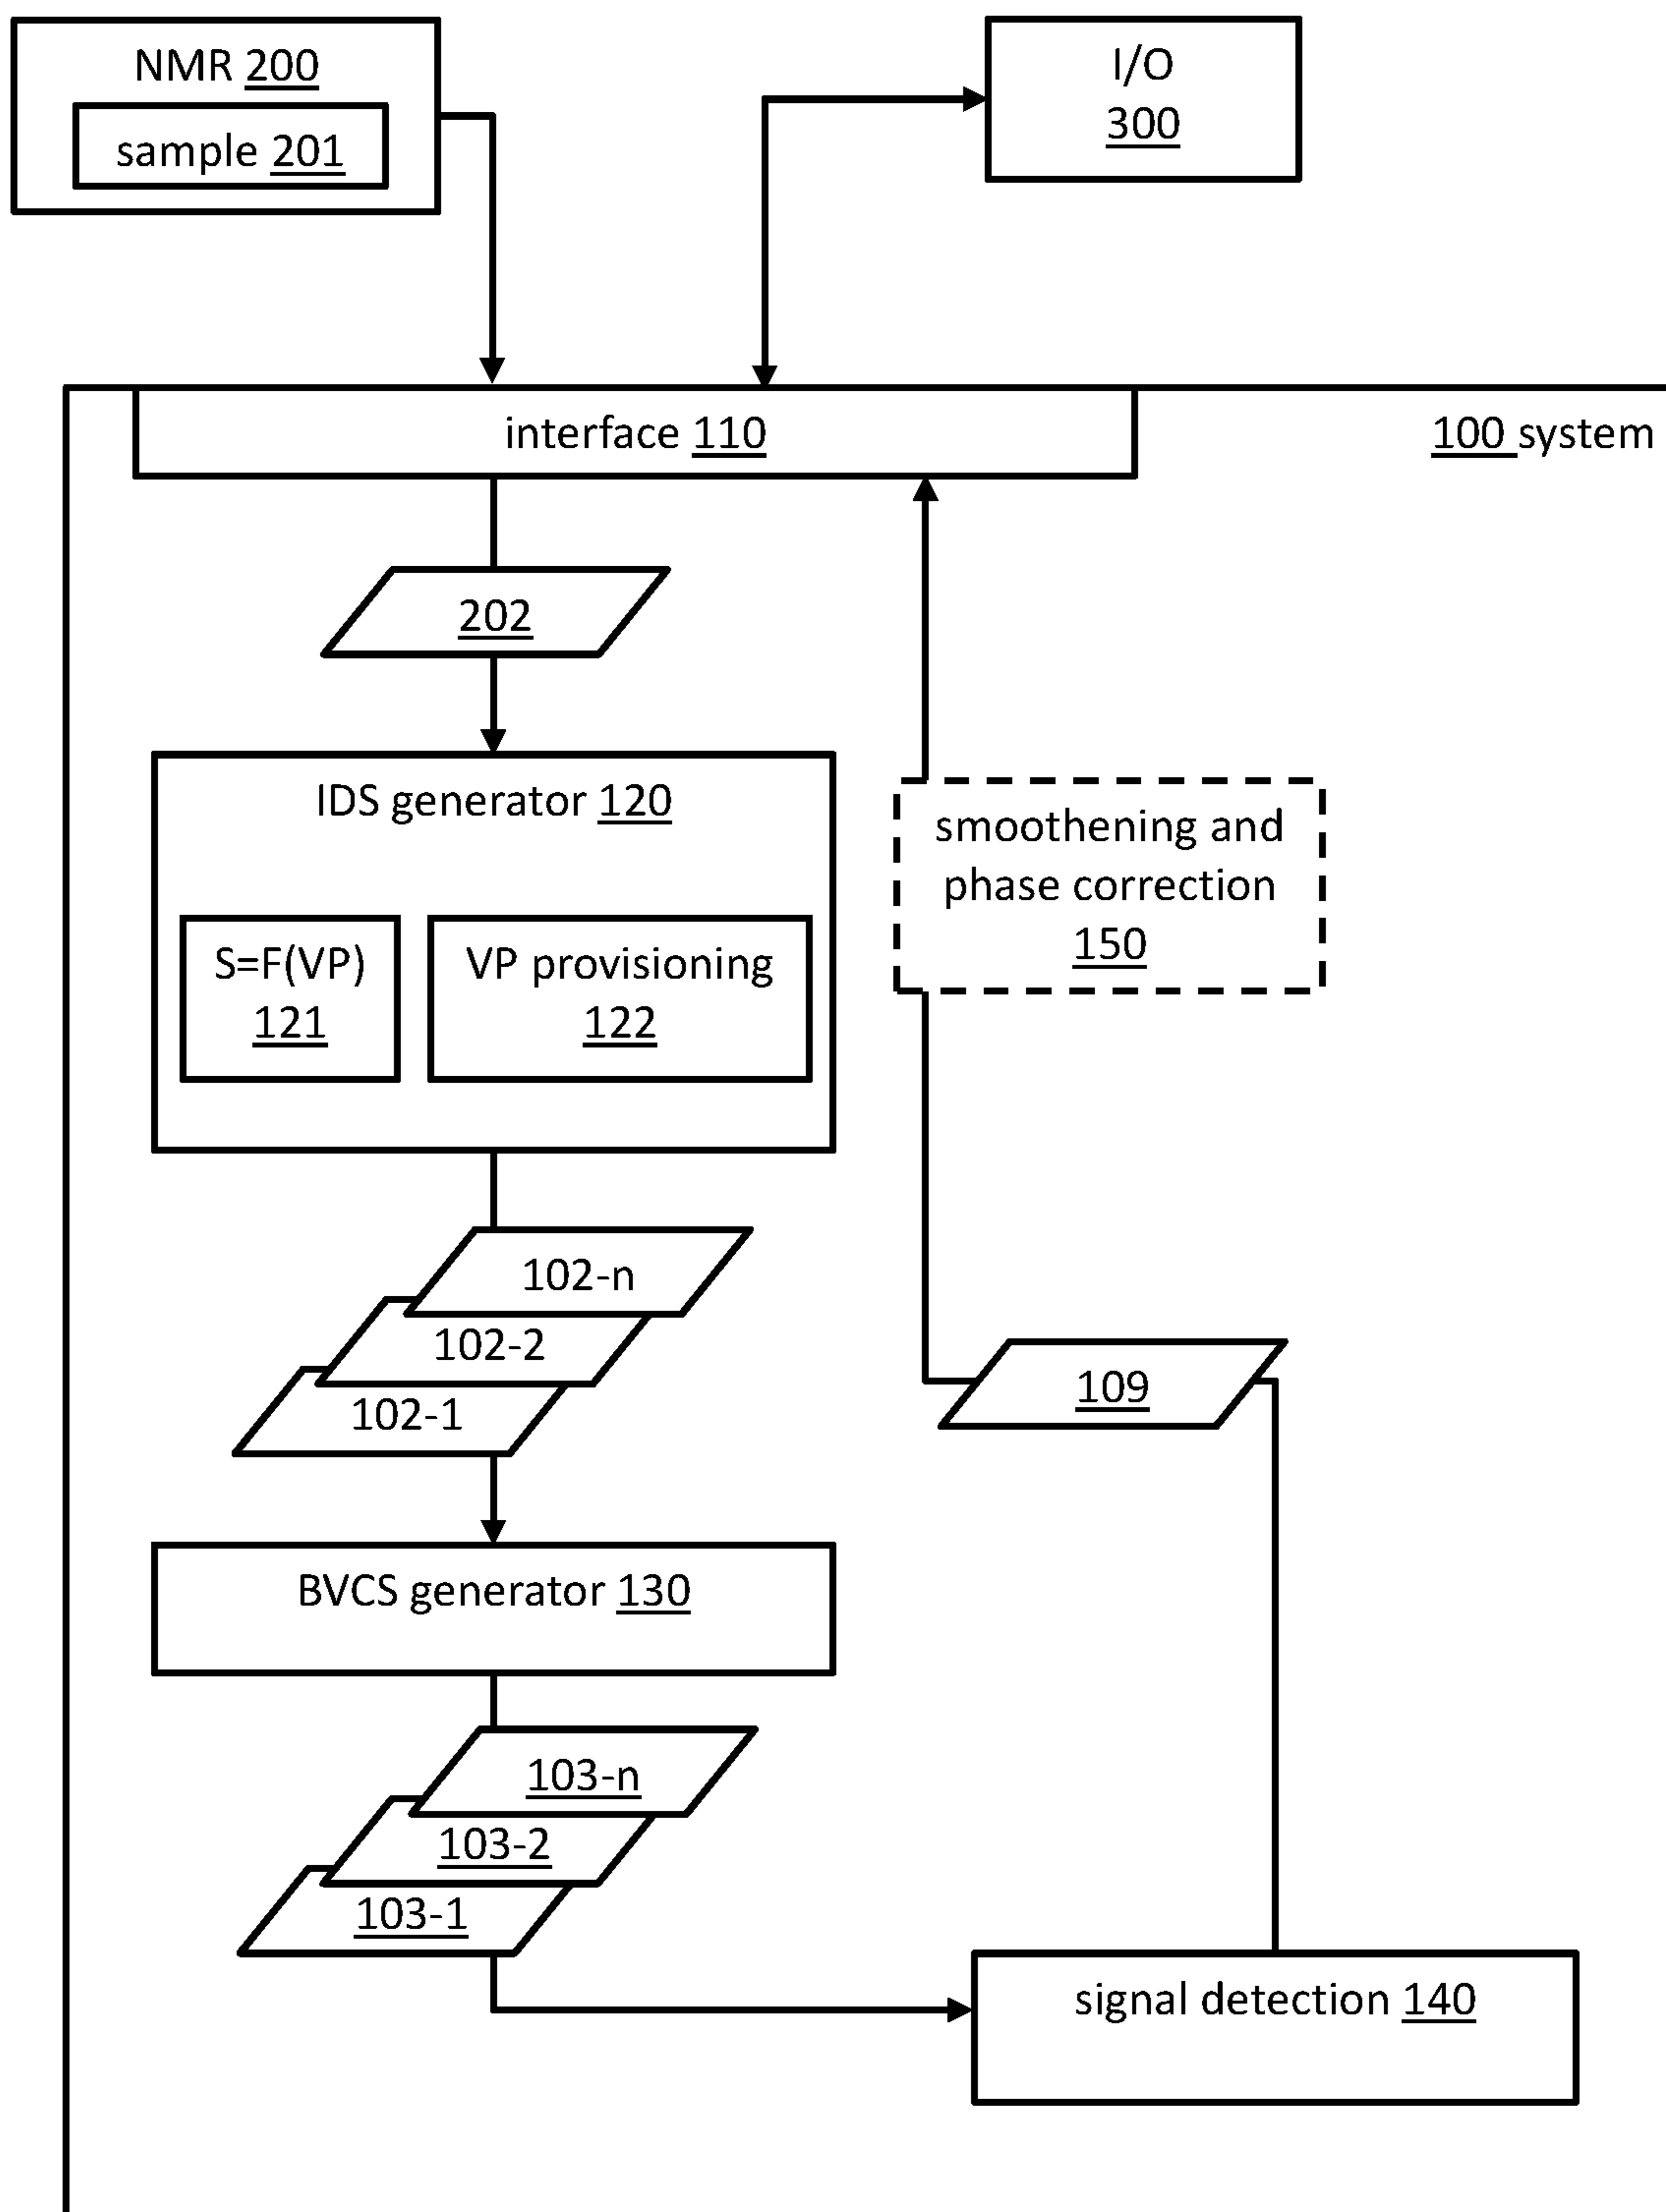 NMR 200
sample 201
I/O
300
interface 110
100 system
202
IDS generator 120
S=F(VP)
121
VP provisioning
122
smoothening and
phase correction
150
102-n
102-2
102-1
109
BVCS generator 130
103-n
103-2
103-1
signal detection 140